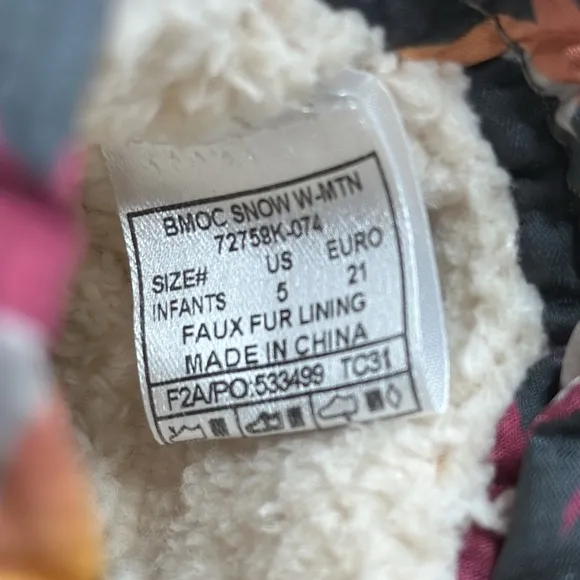 BMOC SNOW W-MTN
72758K-074
SIZE# US EURO
INFANTS 5 21
FAUX FUR LINING
MADE IN CHINA
F2A/PO:533499 TC31